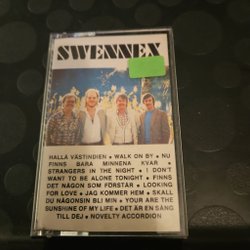 SWENNEX
HALLÅ VÄSTINDIEN • WALK ON BY • NU
FINNS BARA MINNENA KVAR •
STRANGERS IN THE NIGHT • I DON'T
WANT TO BE ALONE TONIGHT • FINNS
DET NÅGON SOM FÖRSTÅR • LOOKING
FOR LOVE • JAG KOMMER HEM • SKALL
DU NÅGONSIN BLI MIN • YOUR ARE THE
SUNSHINE OF MY LIFE • DET ÄR EN SÅNG
TILL DEJ • NOVELTY ACCORDION